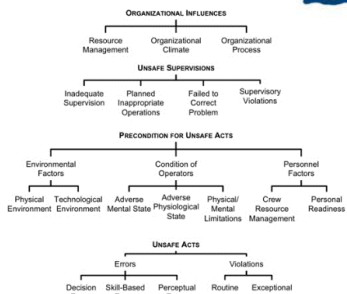 ORGANIZATIONAL INFLUENCES
Resource Management
Organizational Climate
Organizational Process
UNSAFE SUPERVISIONS
Inadequate Supervision
Planned Inappropriate Operations
Failed to Correct Problem
Supervisory Violations
PRECONDITION FOR UNSAFE ACTS
Environmental Factors
Condition of Operators
Personnel Factors
Physical Environment
Technological Environment
Adverse Mental State
Adverse Physiological State
Physical/ Mental Limitations
Crew Resource Management
Personal Readiness
UNSAFE ACTS
Errors
Violations
Decision
Skill-Based
Perceptual
Routine
Exceptional